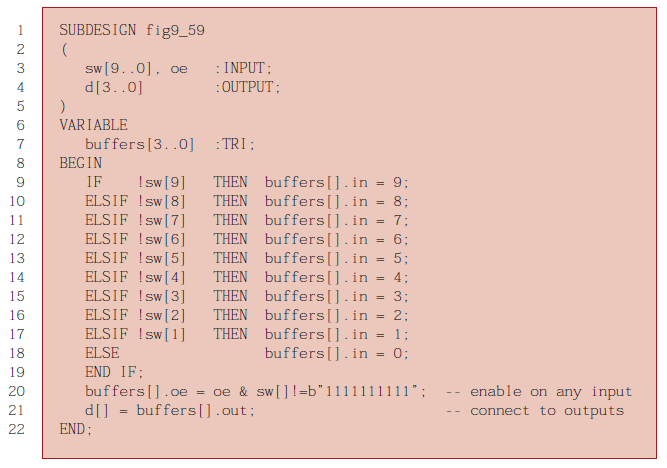 1 SUBDESIGN fig9_59
2 (
3 sw[9..0], oe :INPUT;
4 d[3..0] :OUTPUT;
5 )
6 VARIABLE
7 buffers[3..0] :TRI;
8 BEGIN
9 IF !sw[9] THEN buffers[].in = 9;
10 ELSIF !sw[8] THEN buffers[].in = 8;
11 ELSIF !sw[7] THEN buffers[].in = 7;
12 ELSIF !sw[6] THEN buffers[].in = 6;
13 ELSIF !sw[5] THEN buffers[].in = 5;
14 ELSIF !sw[4] THEN buffers[].in = 4;
15 ELSIF !sw[3] THEN buffers[].in = 3;
16 ELSIF !sw[2] THEN buffers[].in = 2;
17 ELSIF !sw[1] THEN buffers[].in = 1;
18 ELSE buffers[].in = 0;
19 END IF;
20 buffers[].oe = oe & sw[]!=b"1111111111"; -- enable on any input
21 d[] = buffers[].out; -- connect to outputs
22 END;